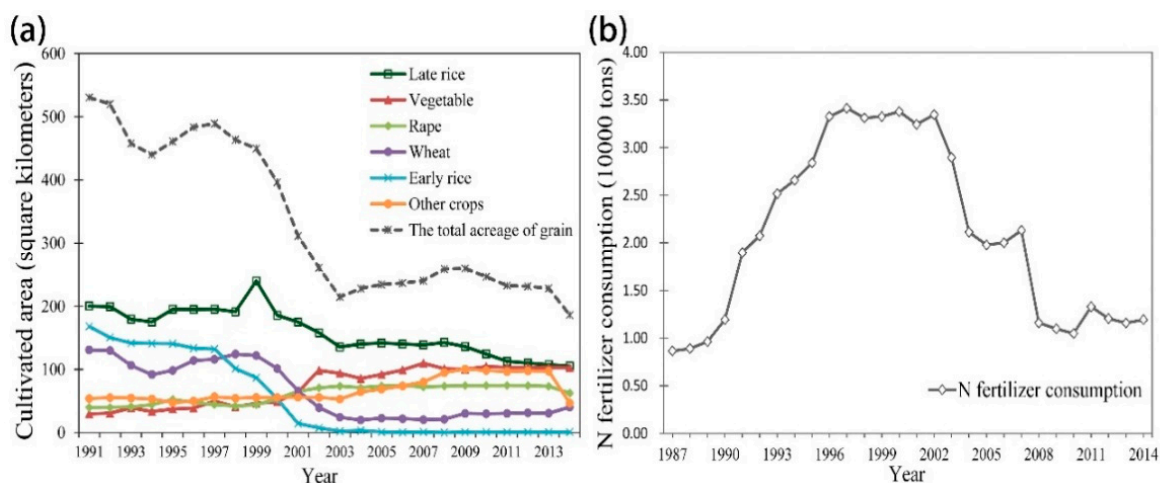 (a)
Cultivated area (square kilometers)
600
500
400
300
200
100
0
Late rice
Vegetable
Rape
Wheat
Early rice
Other crops
The total acreage of grain
1991 1993 1995 1997 1999 2001 2003 2005 2007 2009 2011 2013
Year
(b)
N fertilizer consumption (10000 tons)
4.00
3.50
3.00
2.50
2.00
1.50
1.00
0.50
0.00
N fertilizer consumption
1987 1990 1993 1996 1999 2002 2005 2008 2011 2014
Year